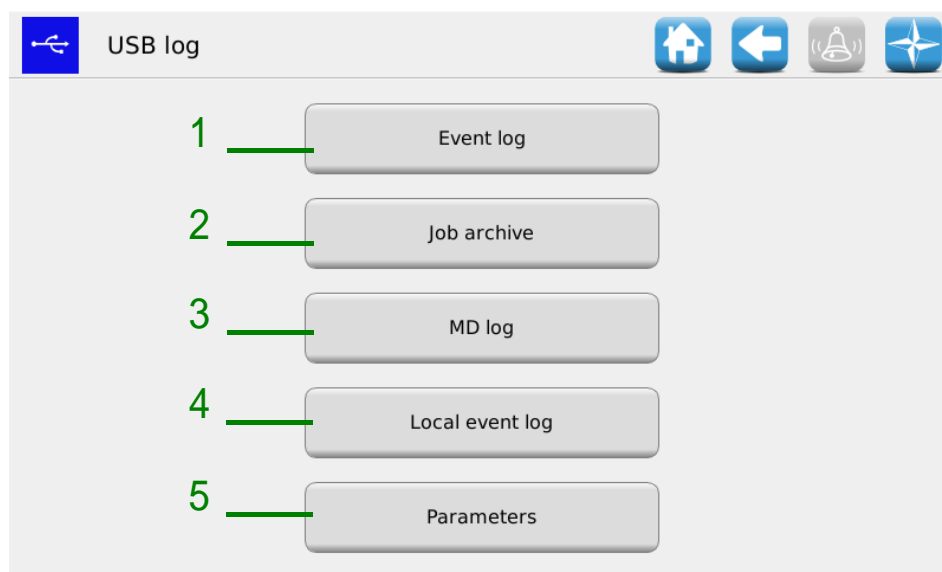 USB log
1 Event log
2 Job archive
3 MD log
4 Local event log
5 Parameters